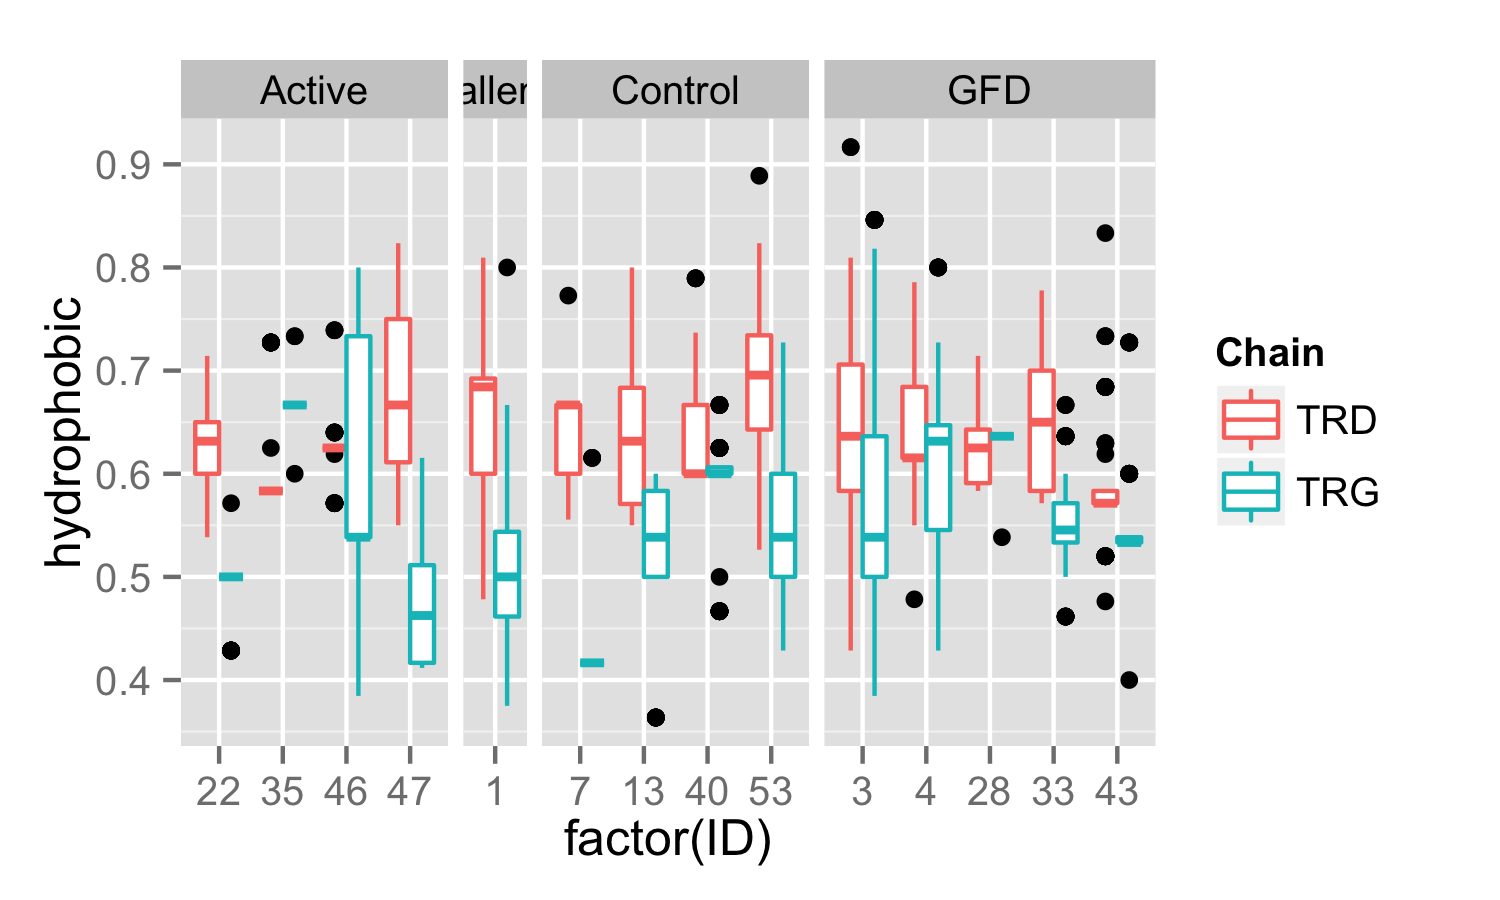 Active aller Control GFD
0.9
0.8
0.7
0.6
0.5
0.4
hydrophobic
22 35 46 47 1 7 13 40 53 3 4 28 33 43
factor(ID)
Chain
TRD
TRG